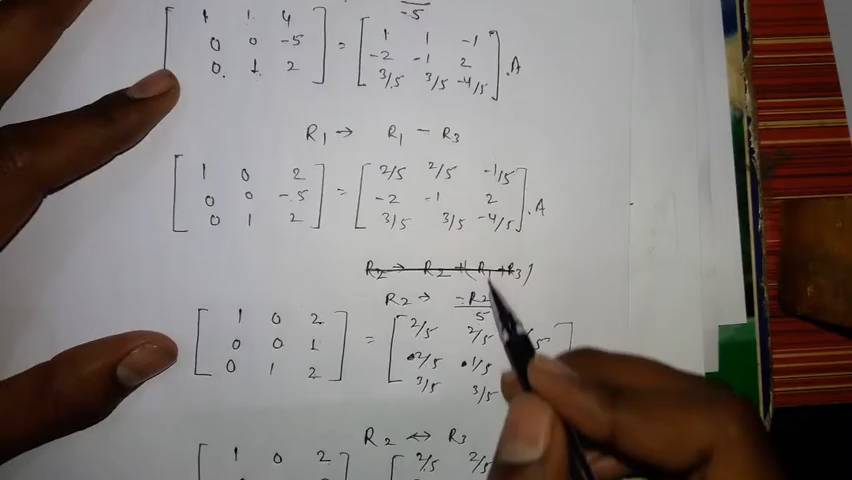 -5
1 1 4 1 1 -1
0 0 -5 = -2 -1 2 .A
0 1 2 3/5 3/5 -4/5
R1 → R1 - R3
1 0 2 2/5 2/5 -1/5
0 0 -5 = -2 -1 2 .A
0 1 2 3/5 3/5 -4/5
R2 → R2 + (R1 + R3)
R2 → -R2
5
1 0 2 2/5 2/5
0 0 1 = 2/5 1/5
0 1 2 3/5 3/5
R2 ↔ R3
1 0 2 2/5 2/5